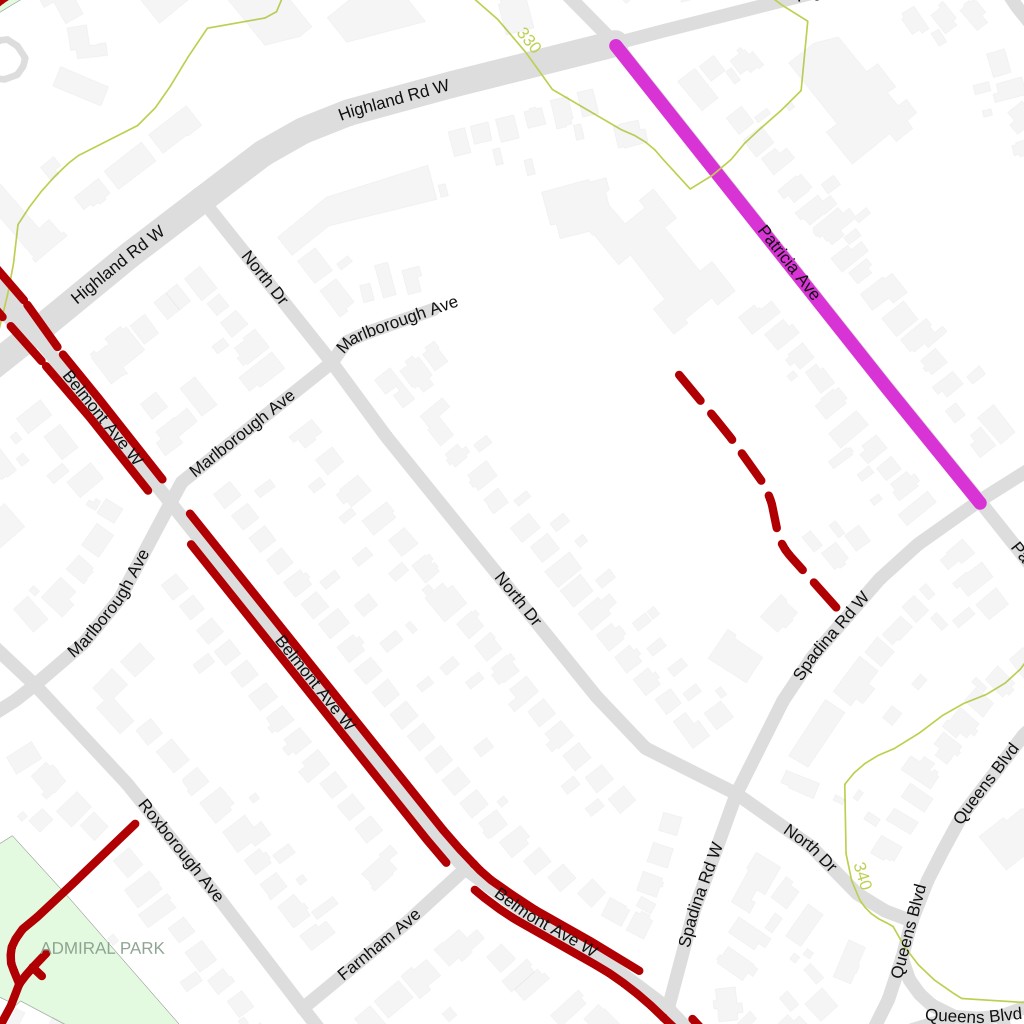 330
Highland Rd W
Highland Rd W
North Dr
Patricia Ave
Marlborough Ave
Belmont Ave W
Marlborough Ave
Marlborough Ave
North Dr
Spadina Rd W
Belmont Ave W
Queens Blvd
Roxborough Ave
North Dr
340
Spadina Rd W
Belmont Ave W
Farnham Ave
Queens Blvd
ADMIRAL PARK
Queens Blvd